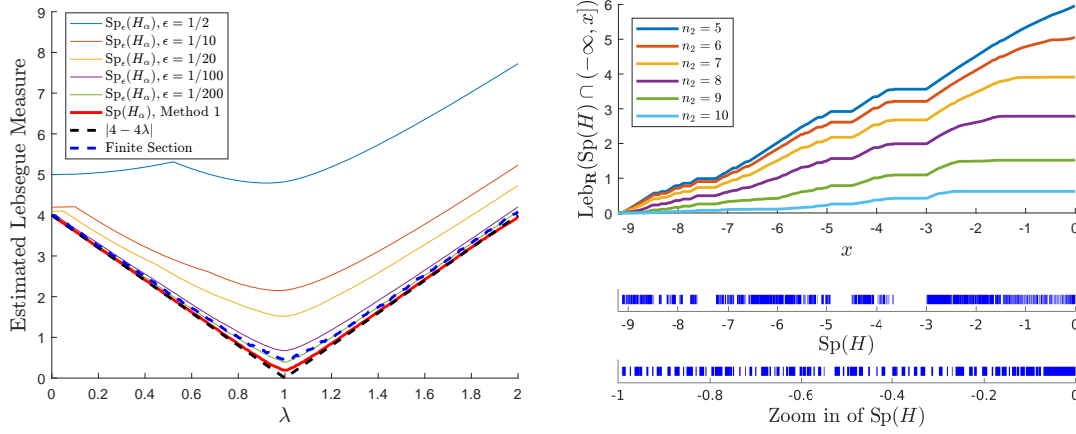 Estimated Lebsegue Measure
9
8
7
6
5
4
3
2
1
0
Sp_ϵ(H_α), ϵ = 1/2
Sp_ϵ(H_α), ϵ = 1/10
Sp_ϵ(H_α), ϵ = 1/20
Sp_ϵ(H_α), ϵ = 1/100
Sp_ϵ(H_α), ϵ = 1/200
Sp(H_α), Method 1
|4 − 4λ|
Finite Section
0 0.2 0.4 0.6 0.8 1 1.2 1.4 1.6 1.8 2
λ
Leb_R(Sp(H) ∩ (−∞, x])
6
5
4
3
2
1
0
n_2 = 5
n_2 = 6
n_2 = 7
n_2 = 8
n_2 = 9
n_2 = 10
-9 -8 -7 -6 -5 -4 -3 -2 -1 0
x
-9 -8 -7 -6 -5 -4 -3 -2 -1 0
Sp(H)
-1 -0.8 -0.6 -0.4 -0.2 0
Zoom in of Sp(H)